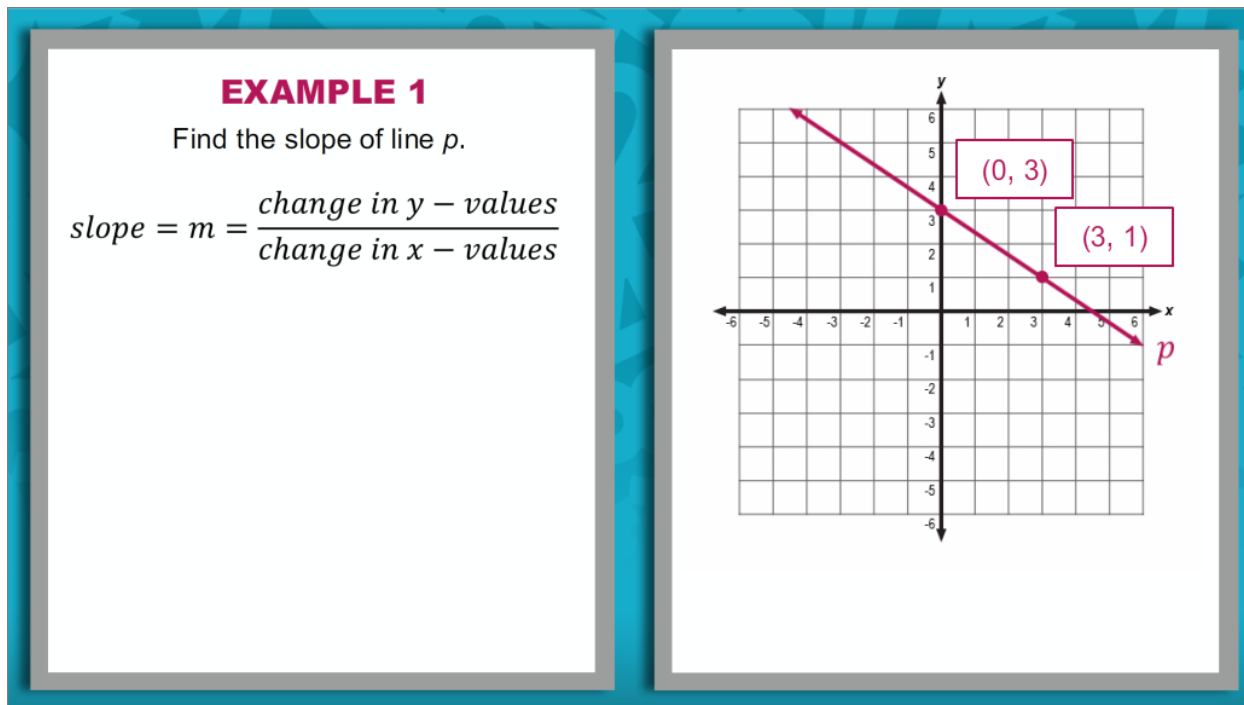 EXAMPLE 1
Find the slope of line p.
slope = m = change in y − values
change in x − values
y
6
5
4
3
2
1
(0, 3)
(3, 1)
-6 -5 -4 -3 -2 -1 1 2 3 4 5 6 x
p
-1
-2
-3
-4
-5
-6